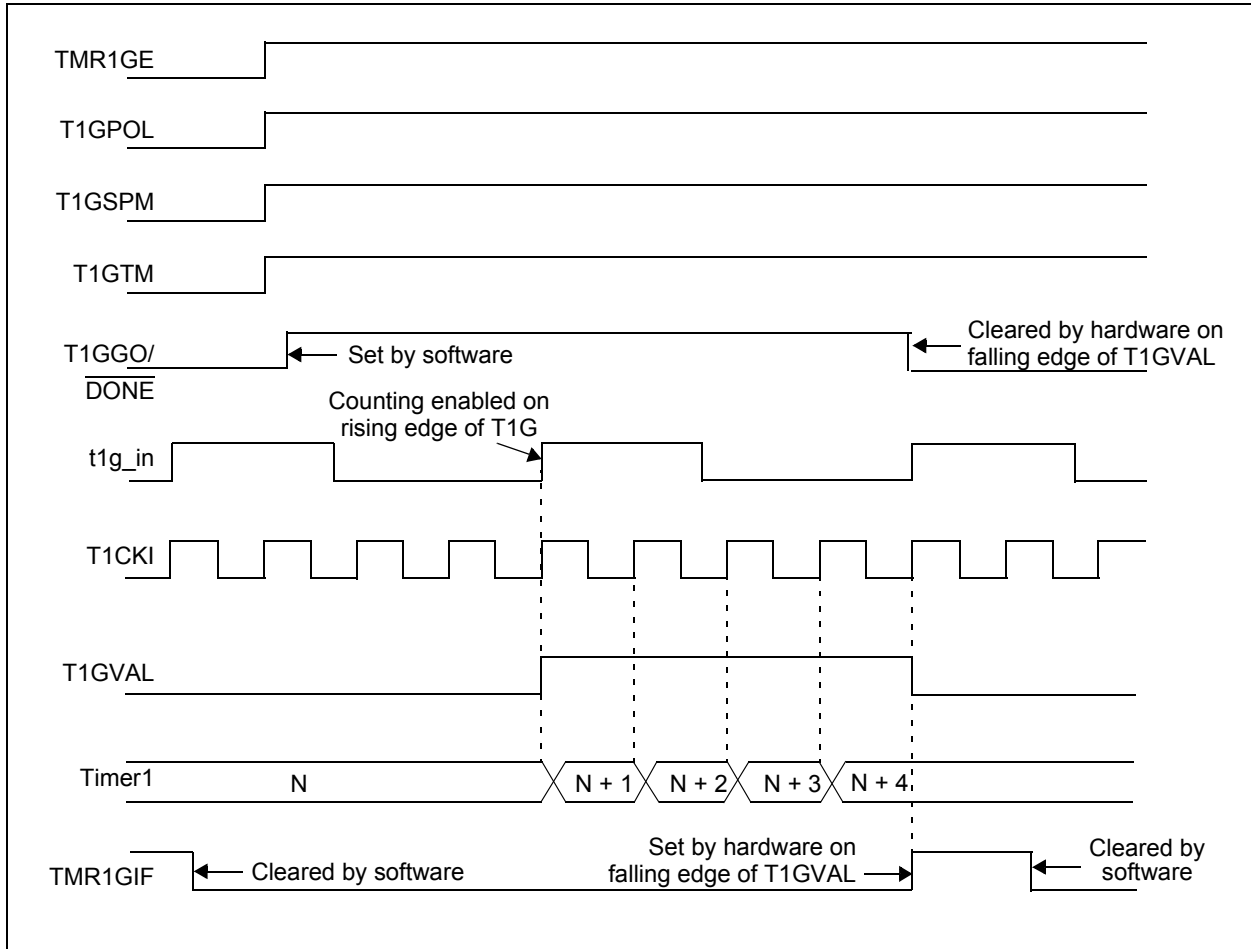 TMR1GE
T1GPOL
T1GSPM
T1GTM
T1GGO/
DONE
Set by software
Cleared by hardware on
falling edge of T1GVAL
Counting enabled on
rising edge of T1G
t1g_in
T1CKI
T1GVAL
Timer1
N
N + 1
N + 2
N + 3
N + 4
TMR1GIF
Cleared by software
Set by hardware on
falling edge of T1GVAL
Cleared by
software